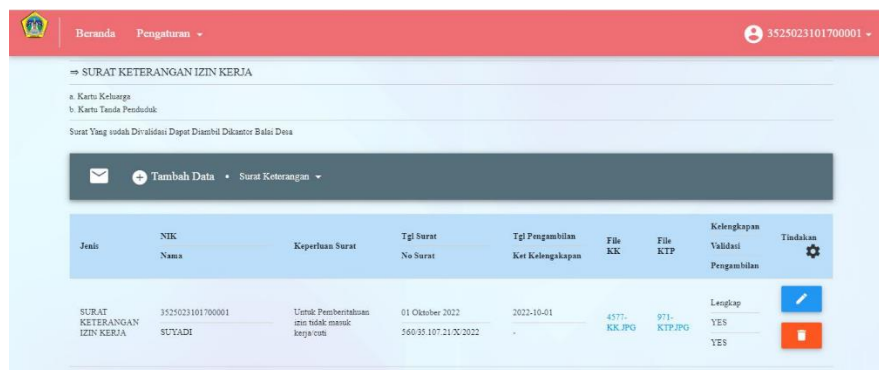 Beranda Pengaturan 3525023101700001
⇒ SURAT KETERANGAN IZIN KERJA
a. Kartu Keluarga
b. Kartu Tanda Penduduk
Surat Yang sudah Divalidasi Dapat Diambil Dikantor Balai Desa
Tambah Data • Surat Keterangan
Jenis
NIK
Nama
Keperluan Surat
Tgl Surat
No Surat
Tgl Pengambilan
Ket Kelengakapan
File
KK
File
KTP
Kelengkapan
Validasi
Pengambilan
Tindakan
SURAT
KETERANGAN
IZIN KERJA
3525023101700001
SUYADI
Untuk Pemberitahuan
izin tidak masuk
kerja/cuti
01 Oktober 2022
560/35.107.21/X/2022
2022-10-01
-
4577-
KK.JPG
971-
KTP.JPG
Lengkap
YES
YES